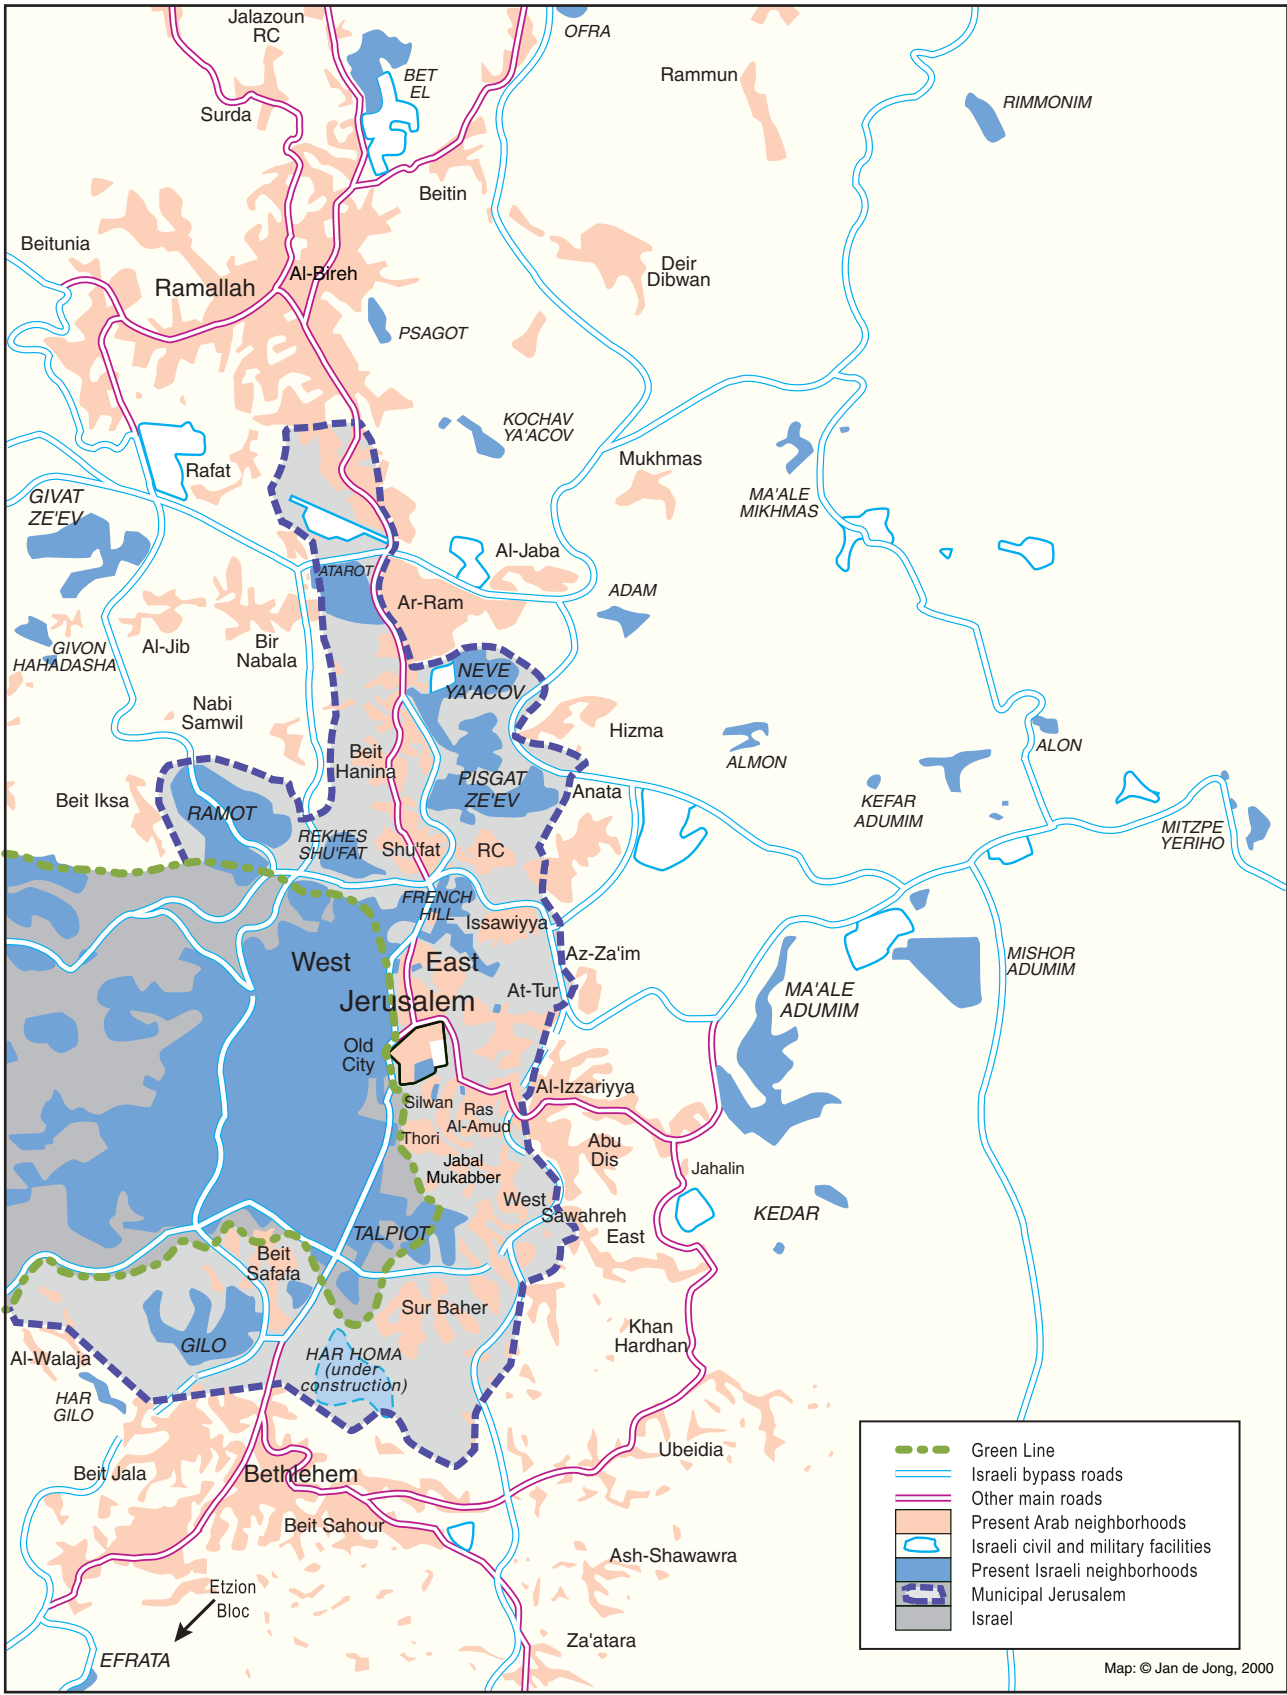 Jalazoun
RC
OFRA
BET
EL
Rammun
RIMMONIM
Surda
Beitin
Beitunia
Al-Bireh
Ramallah
Deir
Dibwan
PSAGOT
KOCHAV
YA'ACOV
Rafat
Mukhmas
GIVAT
ZE'EV
MA'ALE
MIKHMAS
Al-Jaba
ATAROT
ADAM
Ar-Ram
GIVON
HAHADASHA
Al-Jib
Bir
Nabala
NEVE
YA'ACOV
Nabi
Samwil
Hizma
ALON
Beit
Hanina
ALMON
PISGAT
ZE'EV
Anata
Beit Iksa
RAMOT
KEFAR
ADUMIM
MITZPE
YERIHO
REKHES
SHU'FAT
Shu'fat
RC
FRENCH
HILL
Issawiyya
West
East
Az-Za'im
MISHOR
ADUMIM
At-Tur
MA'ALE
ADUMIM
Jerusalem
Old
City
Al-Izzariyya
Silwan
Ras
Al-Amud
Thori
Abu
Dis
Jabal
Mukabber
Jahalin
West
Sawahreh
East
KEDAR
TALPIOT
Beit
Safafa
Sur Baher
Khan
Hardhan
GILO
HAR HOMA
(under
construction)
Al-Walaja
HAR
GILO
Ubeidia
Beit Jala
Bethlehem
Beit Sahour
Ash-Shawawra
Etzion
Bloc
Za'atara
EFRATA
Green Line
Israeli bypass roads
Other main roads
Present Arab neighborhoods
Israeli civil and military facilities
Present Israeli neighborhoods
Municipal Jerusalem
Israel
Map: © Jan de Jong, 2000